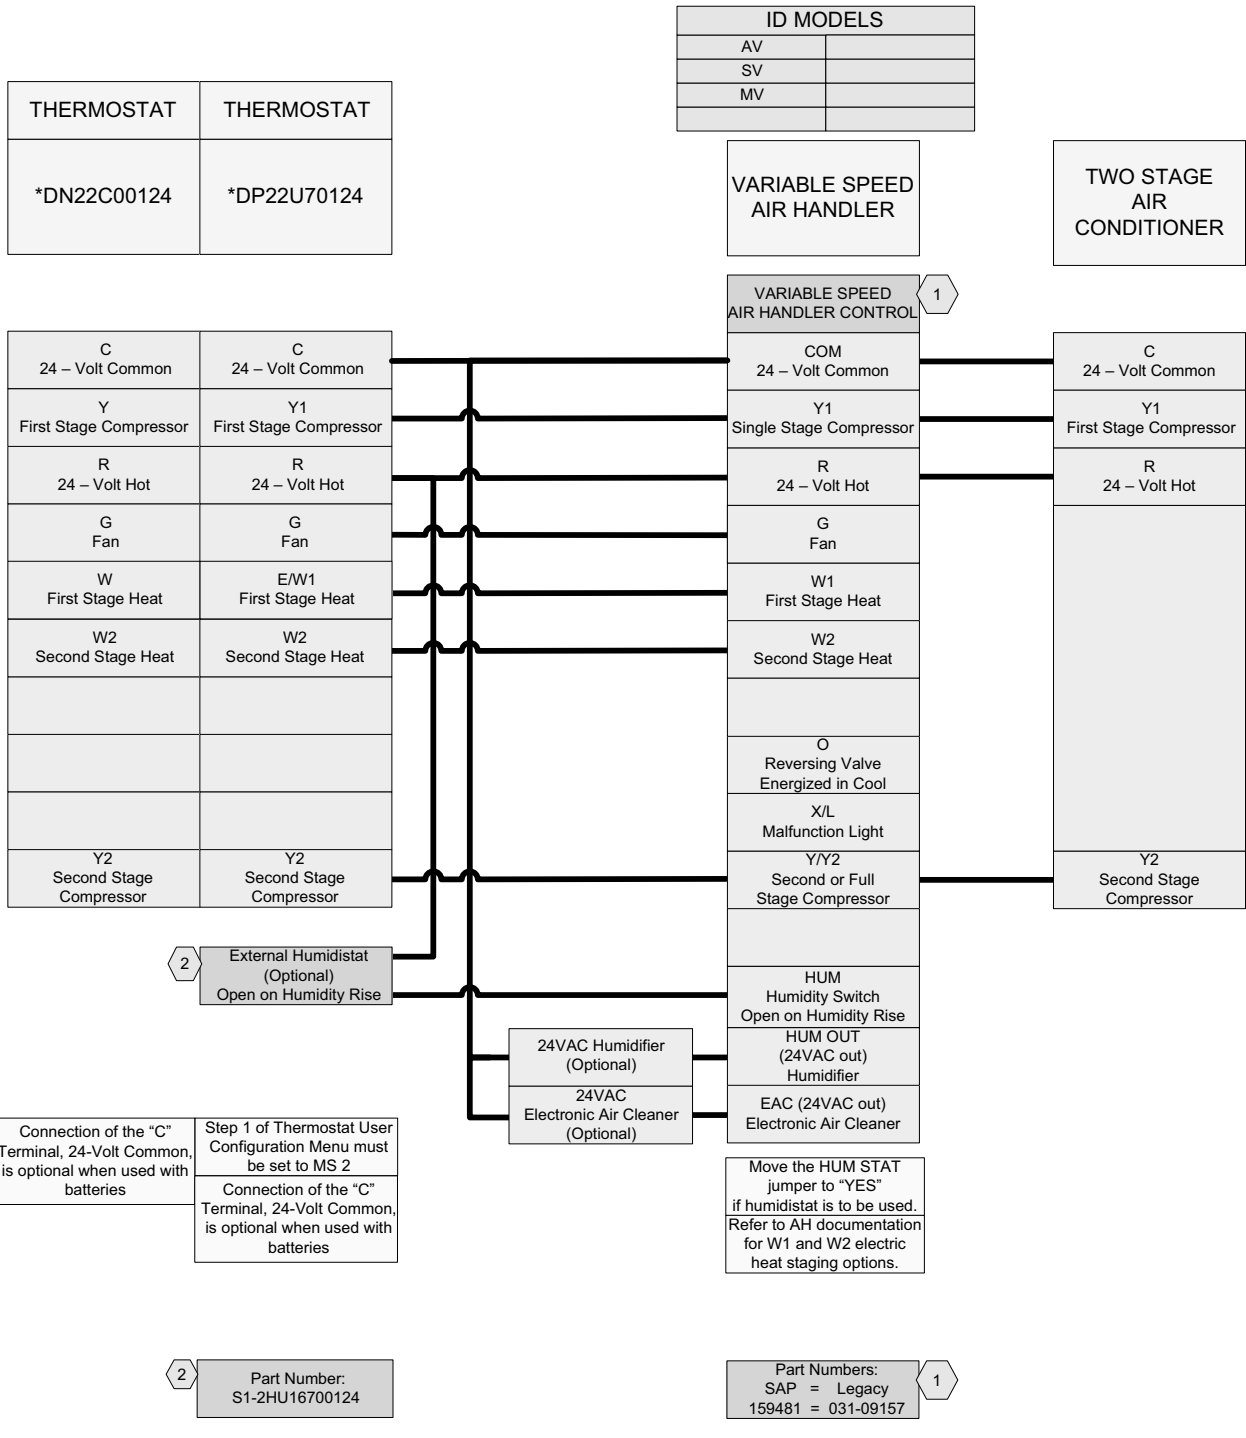 ID MODELS
AV
SV
MV
THERMOSTAT
THERMOSTAT
*DN22C00124
*DP22U70124
VARIABLE SPEED
AIR HANDLER
TWO STAGE
AIR
CONDITIONER
VARIABLE SPEED
AIR HANDLER CONTROL
1
C
24 – Volt Common
C
24 – Volt Common
COM
24 – Volt Common
C
24 – Volt Common
Y
First Stage Compressor
Y1
First Stage Compressor
Y1
Single Stage Compressor
Y1
First Stage Compressor
R
24 – Volt Hot
R
24 – Volt Hot
R
24 – Volt Hot
R
24 – Volt Hot
G
Fan
G
Fan
G
Fan
W
First Stage Heat
E/W1
First Stage Heat
W1
First Stage Heat
W2
Second Stage Heat
W2
Second Stage Heat
W2
Second Stage Heat
O
Reversing Valve
Energized in Cool
X/L
Malfunction Light
Y2
Second Stage
Compressor
Y2
Second Stage
Compressor
Y/Y2
Second or Full
Stage Compressor
Y2
Second Stage
Compressor
2
External Humidistat
(Optional)
Open on Humidity Rise
HUM
Humidity Switch
Open on Humidity Rise
24VAC Humidifier
(Optional)
HUM OUT
(24VAC out)
Humidifier
24VAC
Electronic Air Cleaner
(Optional)
EAC (24VAC out)
Electronic Air Cleaner
Connection of the “C”
Terminal, 24-Volt Common,
is optional when used with
batteries
Step 1 of Thermostat User
Configuration Menu must
be set to MS 2
Connection of the “C”
Terminal, 24-Volt Common,
is optional when used with
batteries
Move the HUM STAT
jumper to “YES”
if humidistat is to be used.
Refer to AH documentation
for W1 and W2 electric
heat staging options.
2
Part Number:
S1-2HU16700124
Part Numbers:
SAP = Legacy
159481 = 031-09157
1